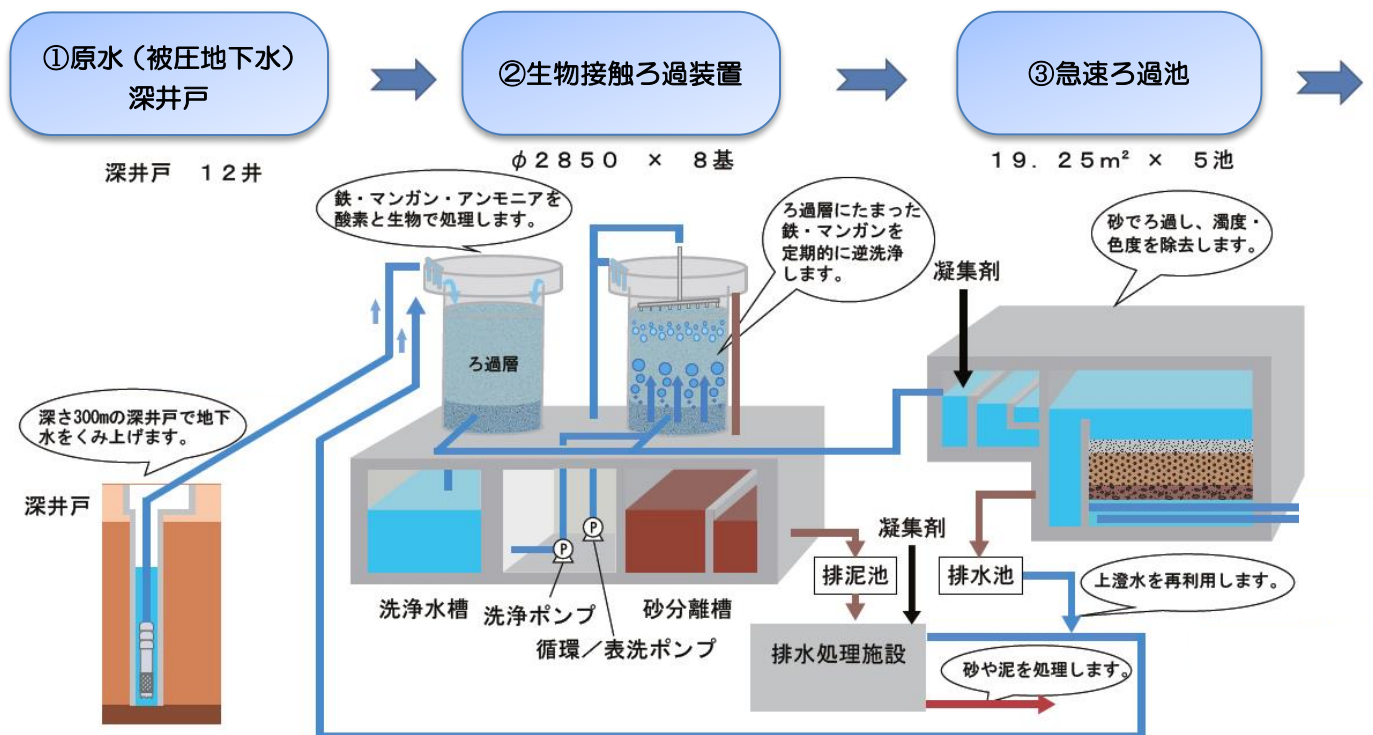 ①原水（被圧地下水）
深井戸
②生物接触ろ過装置
③急速ろ過池
深井戸　１２井
φ２８５０　×　８基
１９．２５ｍ²　×　５池
鉄・マンガン・アンモニアを
酸素と生物で処理します。
ろ過層にたまった
鉄・マンガンを
定期的に逆洗浄
します。
砂でろ過し、濁度・
色度を除去します。
凝集剤
ろ過層
深さ300mの深井戸で地下
水をくみ上げます。
深井戸
P
P
凝集剤
排泥池
排水池
上澄水を再利用します。
洗浄水槽
洗浄ポンプ
砂分離槽
循環／表洗ポンプ
排水処理施設
砂や泥を処理します。